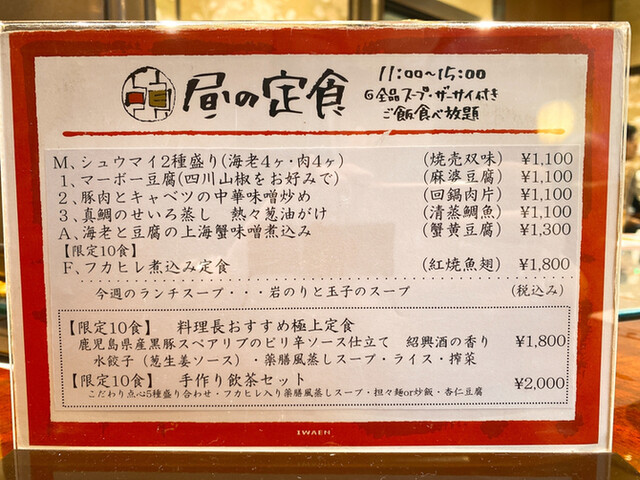 昼の定食
11:00～15:00
全品スープ・ザーサイ付き
ご飯食べ放題
M、シュウマイ2種盛り(海老4ヶ・肉4ヶ) (焼売双味) ¥1,100
1、マーボー豆腐(四川山椒をお好みで) (麻婆豆腐) ¥1,100
2、豚肉とキャベツの中華味噌炒め (回鍋肉片) ¥1,100
3、真鯛のせいろ蒸し 熱々葱油がけ (清蒸鯛魚) ¥1,100
A、海老と豆腐の上海蟹味噌煮込み (蟹黄豆腐) ¥1,300
【限定10食】
F、フカヒレ煮込み定食 (紅焼魚翅) ¥1,800
今週のランチスープ・・・岩のりと玉子のスープ (税込み)
【限定10食】 料理長おすすめ極上定食
鹿児島県産黒豚スペアリブのピリ辛ソース仕立て 紹興酒の香り ¥1,800
水餃子（葱生姜ソース）・薬膳風蒸しスープ・ライス・搾菜
【限定10食】 手作り飲茶セット ¥2,000
こだわり点心5種盛り合わせ・フカヒレ入り薬膳風蒸しスープ・担々麺or炒飯・杏仁豆腐
IWAEN